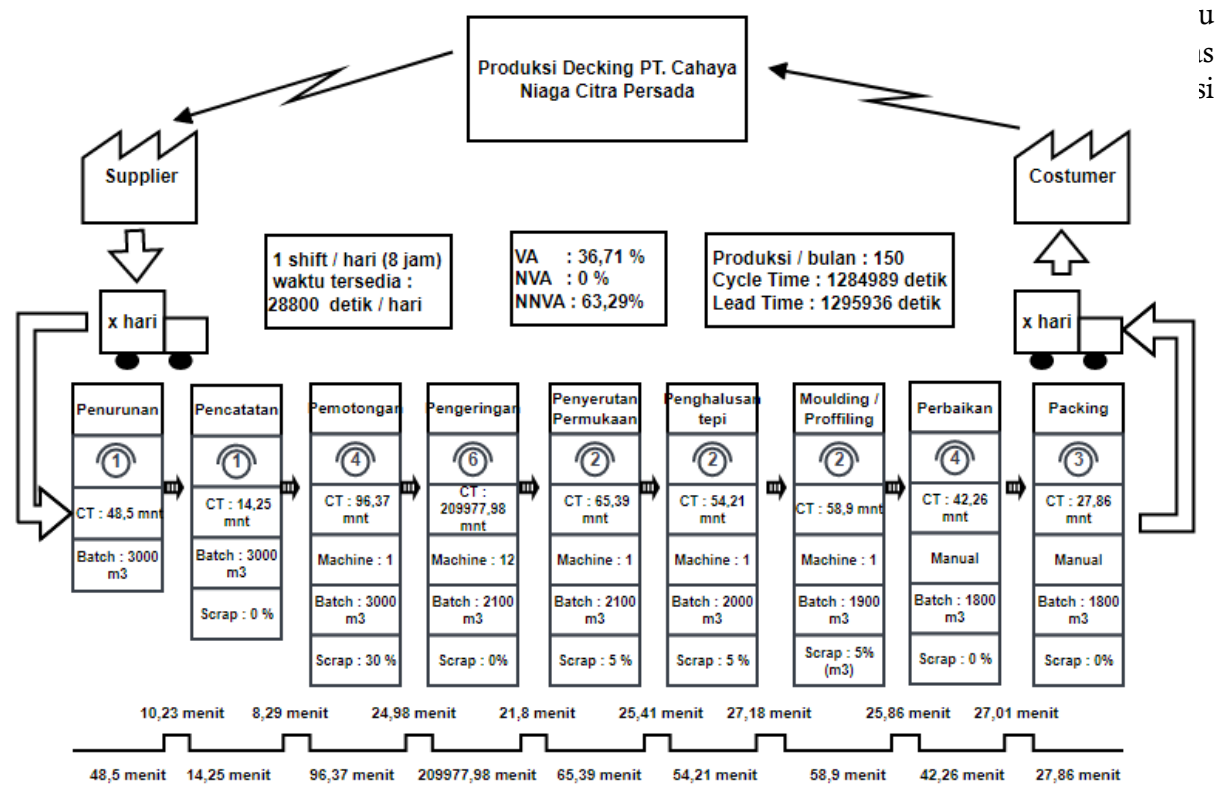 u
ıs
si
Produksi Decking PT. Cahaya
Niaga Citra Persada
Supplier
Costumer
1 shift / hari (8 jam)
waktu tersedia :
28800 detik / hari
VA : 36,71 %
NVA : 0 %
NNVA : 63,29%
Produksi / bulan : 150
Cycle Time : 1284989 detik
Lead Time : 1295936 detik
x hari
x hari
Penurunan
1
CT : 48,5 mnt
Batch : 3000
m3
Pencatatan
1
CT : 14,25
mnt
Batch : 3000
m3
Scrap : 0 %
Pemotongan
4
CT : 96,37
mnt
Machine : 1
Batch : 3000
m3
Scrap : 30 %
Pengeringan
6
CT :
209977,98
mnt
Machine : 12
Batch : 2100
m3
Scrap : 0%
Penyerutan
Permukaan
2
CT : 65,39
mnt
Machine : 1
Batch : 2100
m3
Scrap : 5 %
Penghalusan
tepi
2
CT : 54,21
mnt
Machine : 1
Batch : 2000
m3
Scrap : 5 %
Moulding /
Proffiling
2
CT : 58,9 mnt
Machine : 1
Batch : 1900
m3
Scrap : 5%
(m3)
Perbaikan
4
CT : 42,26
mnt
Manual
Batch : 1800
m3
Scrap : 0 %
Packing
3
CT : 27,86
mnt
Manual
Batch : 1800
m3
Scrap : 0%
10,23 menit 8,29 menit 24,98 menit 21,8 menit 25,41 menit 27,18 menit 25,86 menit 27,01 menit
48,5 menit 14,25 menit 96,37 menit 209977,98 menit 65,39 menit 54,21 menit 58,9 menit 42,26 menit 27,86 menit